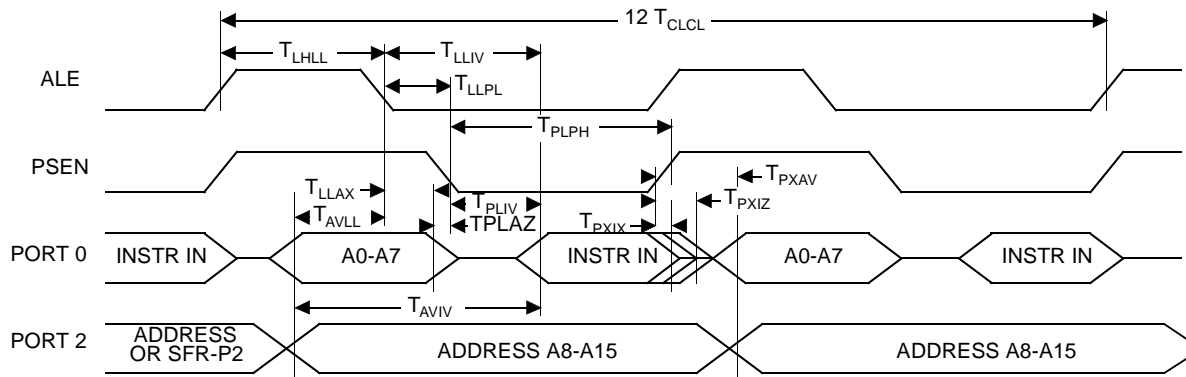 12 TCLCL
TLHLL TLLIV
ALE
TLLPL
TPLPH
PSEN
TLLAX TPXAV
TPLIV TPXIZ
TAVLL TPLAZ TPXIX
PORT 0 INSTR IN A0-A7 INSTR IN A0-A7 INSTR IN
TAVIV
PORT 2 ADDRESS
OR SFR-P2 ADDRESS A8-A15 ADDRESS A8-A15